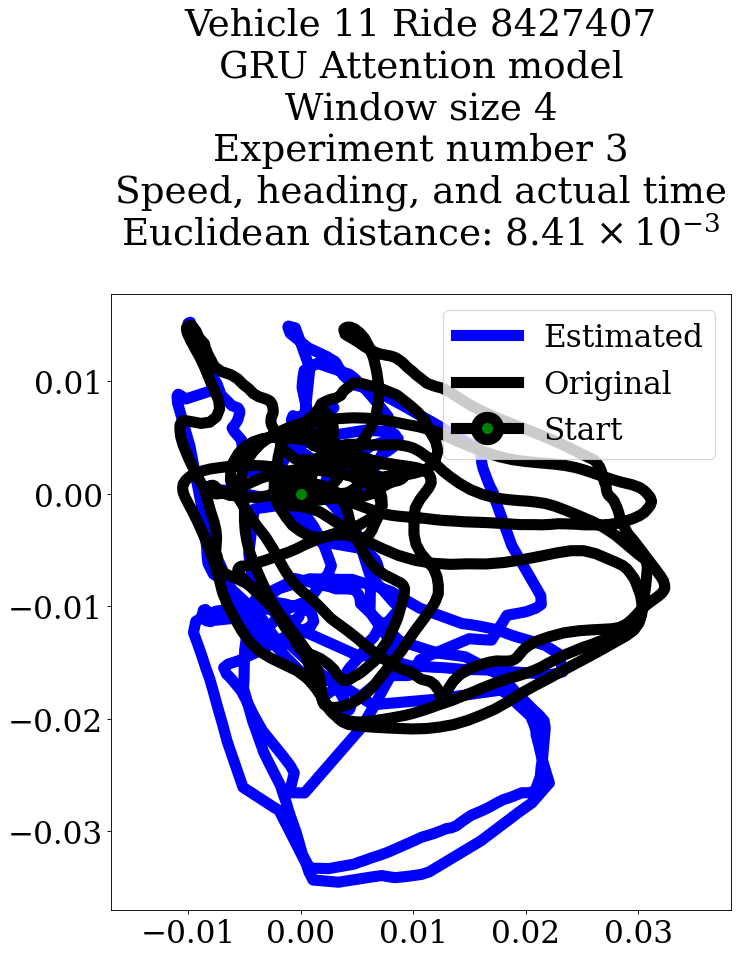 Vehicle 11 Ride 8427407
GRU Attention model
Window size 4
Experiment number 3
Speed, heading, and actual time
Euclidean distance: 8.41 × 10⁻³
Estimated
Original
Start
0.01
0.00
−0.01
−0.02
−0.03
−0.01 0.00 0.01 0.02 0.03